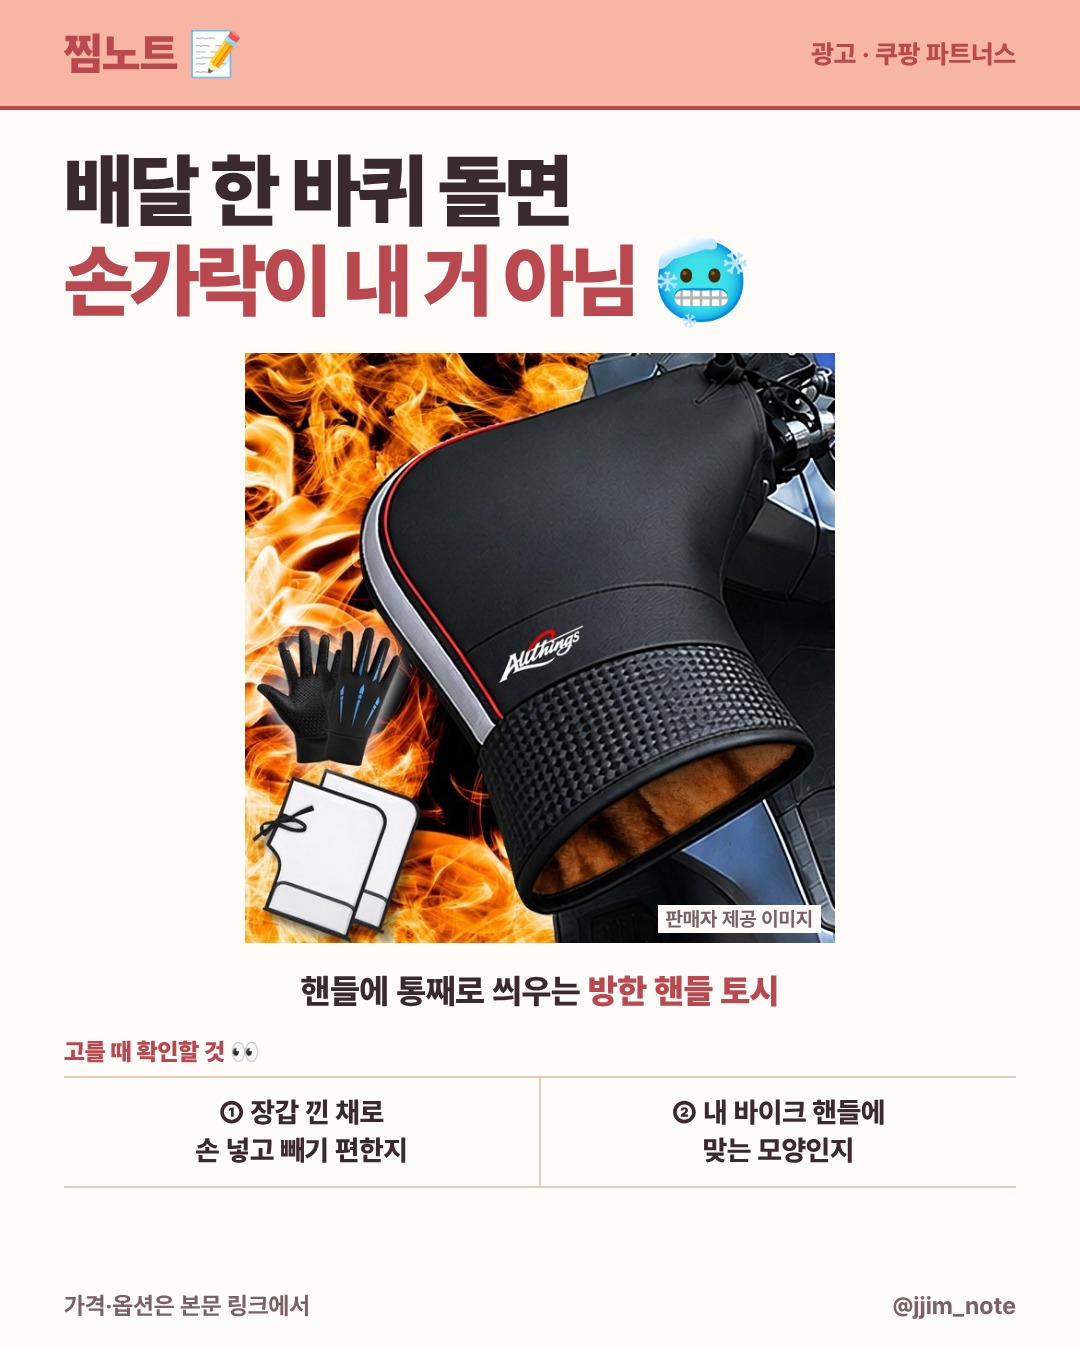 찜노트 📝
광고 · 쿠팡 파트너스
배달 한 바퀴 돌면
손가락이 내 거 아님 🥶
Allthings
판매자 제공 이미지
핸들에 통째로 씌우는 방한 핸들 토시
고를 때 확인할 것 👀
① 장갑 낀 채로
손 넣고 빼기 편한지
② 내 바이크 핸들에
맞는 모양인지
가격·옵션은 본문 링크에서
@jjim_note